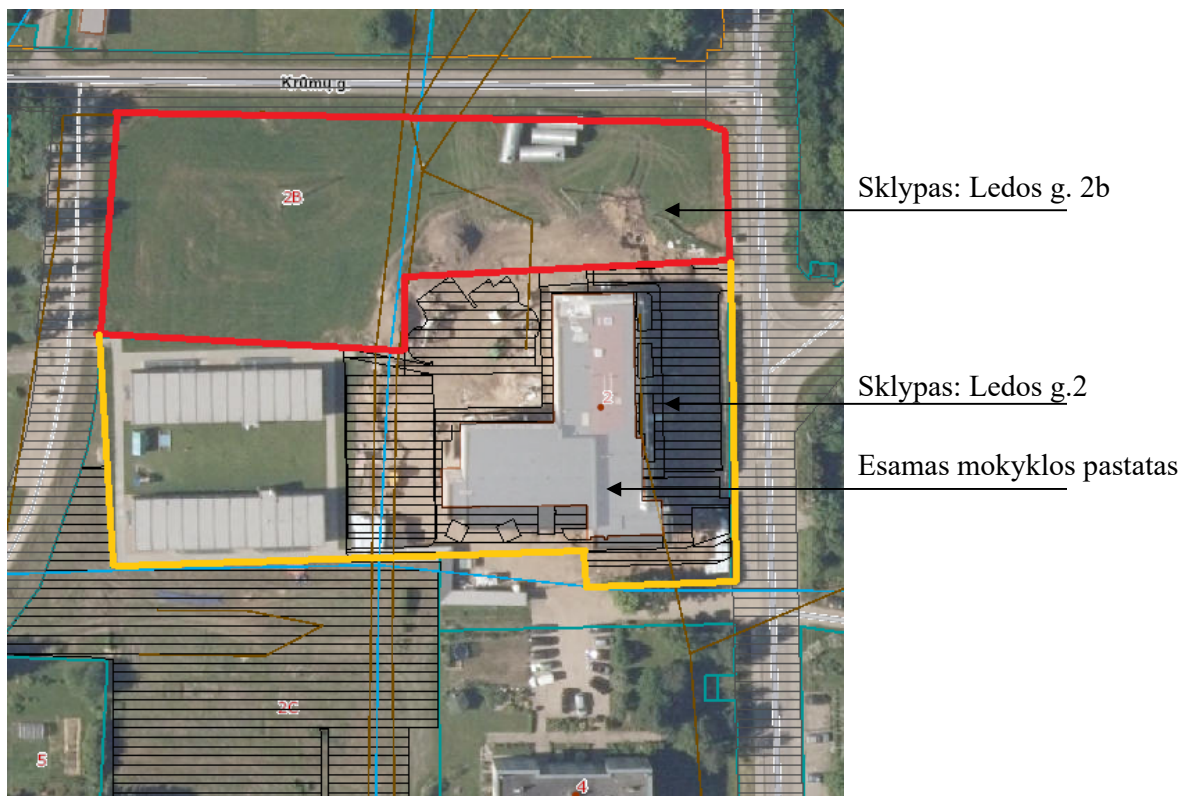 Krūmų g.
2B
Sklypas: Ledos g. 2b
Sklypas: Ledos g.2
2
Esamas mokyklos pastatas
2C
5
4